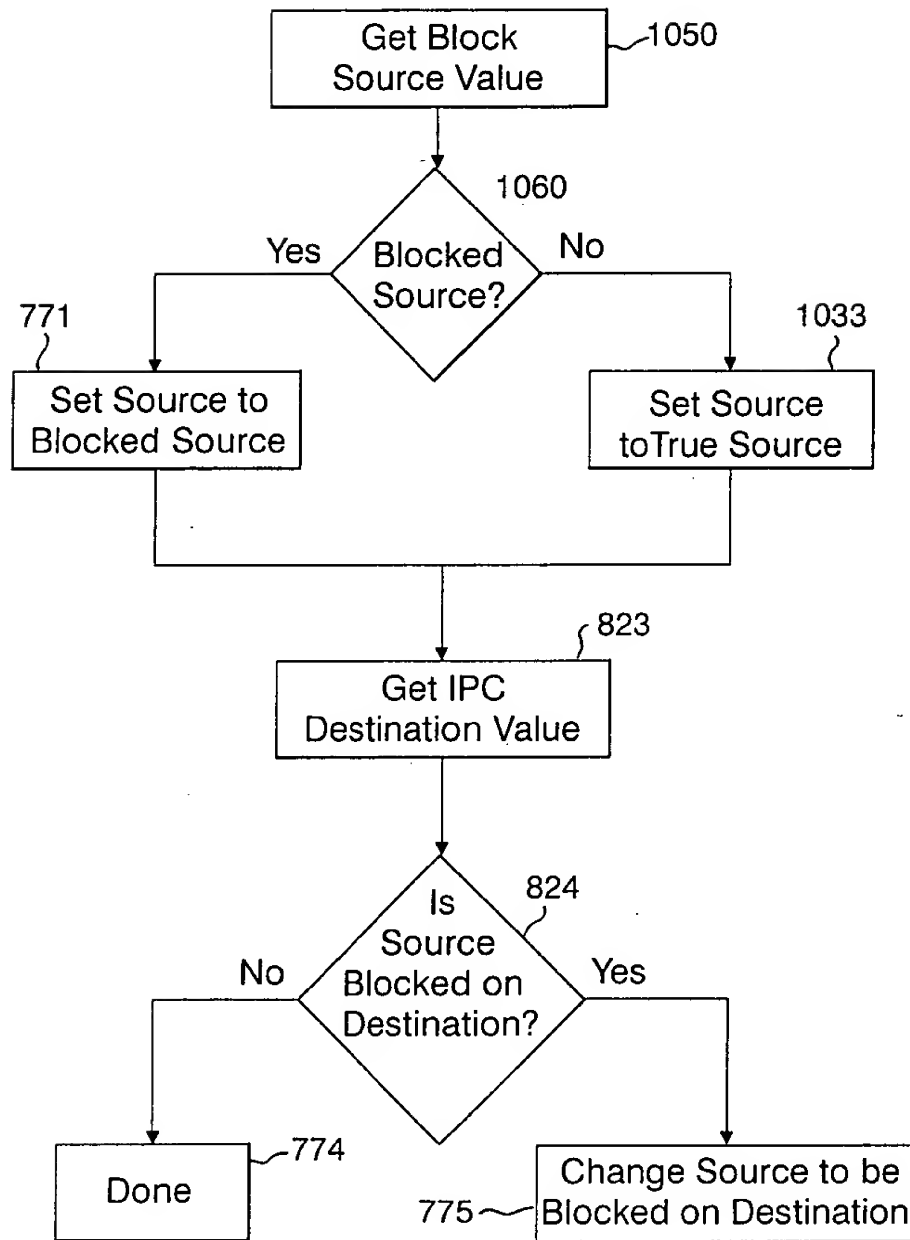 Get Block
Source Value
1050
1060
Yes
Blocked
Source?
No
771
Set Source to
Blocked Source
1033
Set Source
toTrue Source
823
Get IPC
Destination Value
824
Is
Source
Blocked on
Destination?
No
Yes
Done
774
775
Change Source to be
Blocked on Destination